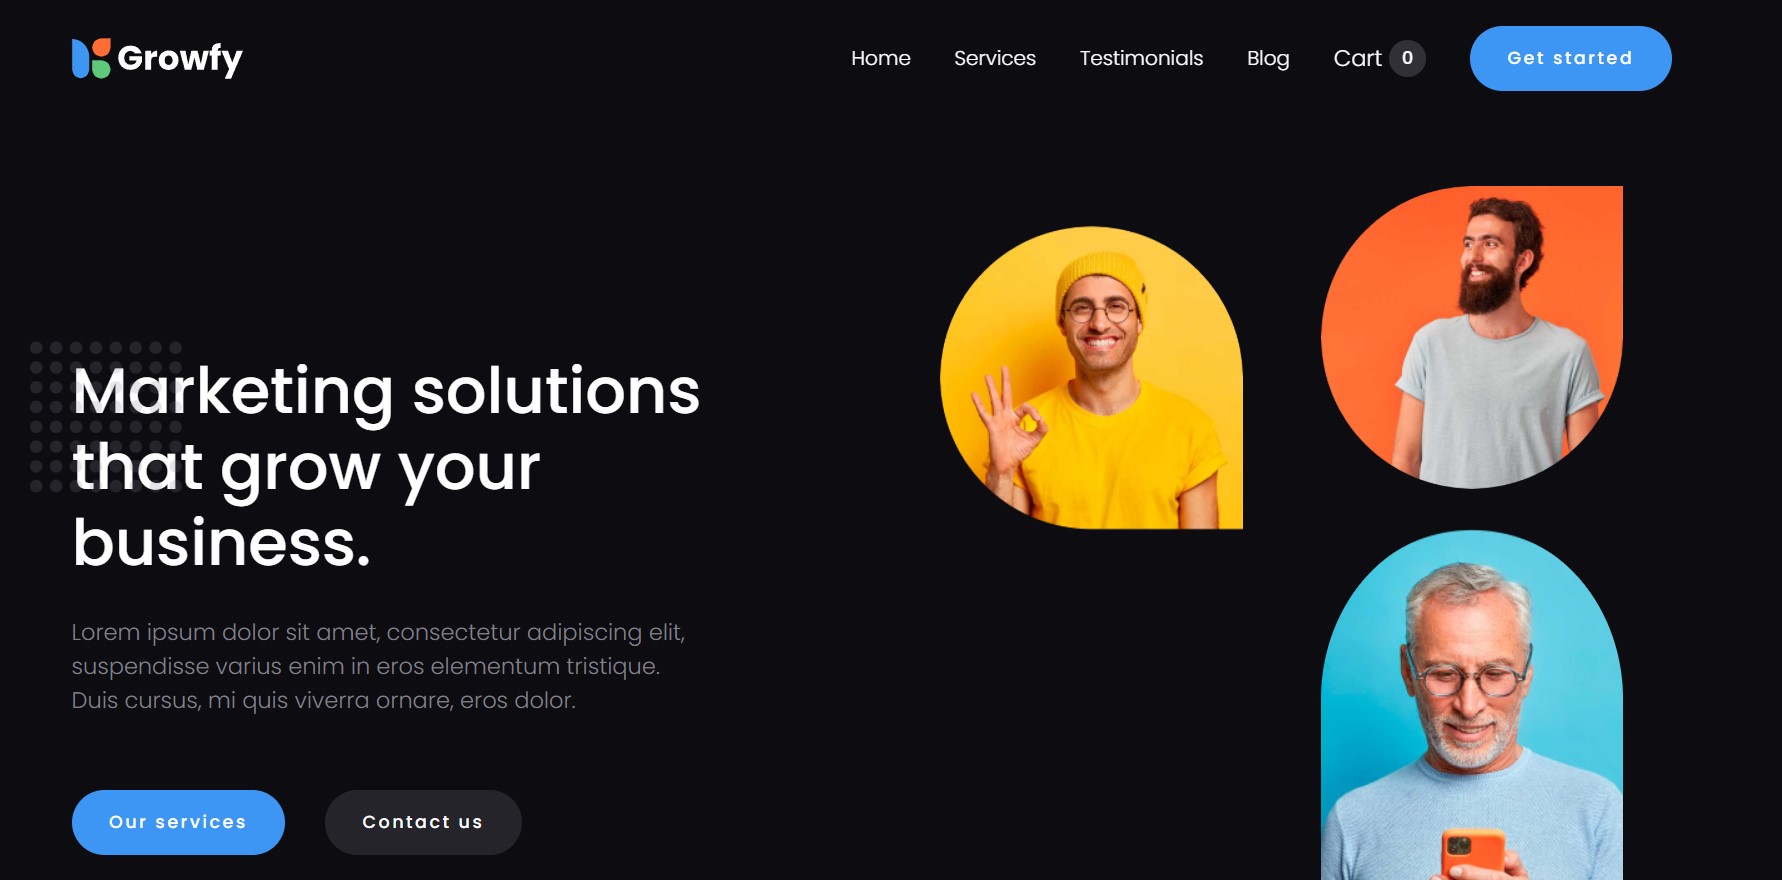 Growfy
Home Services Testimonials Blog Cart 0 Get started
Marketing solutions
that grow your
business.
Lorem ipsum dolor sit amet, consectetur adipiscing elit,
suspendisse varius enim in eros elementum tristique.
Duis cursus, mi quis viverra ornare, eros dolor.
Our services Contact us